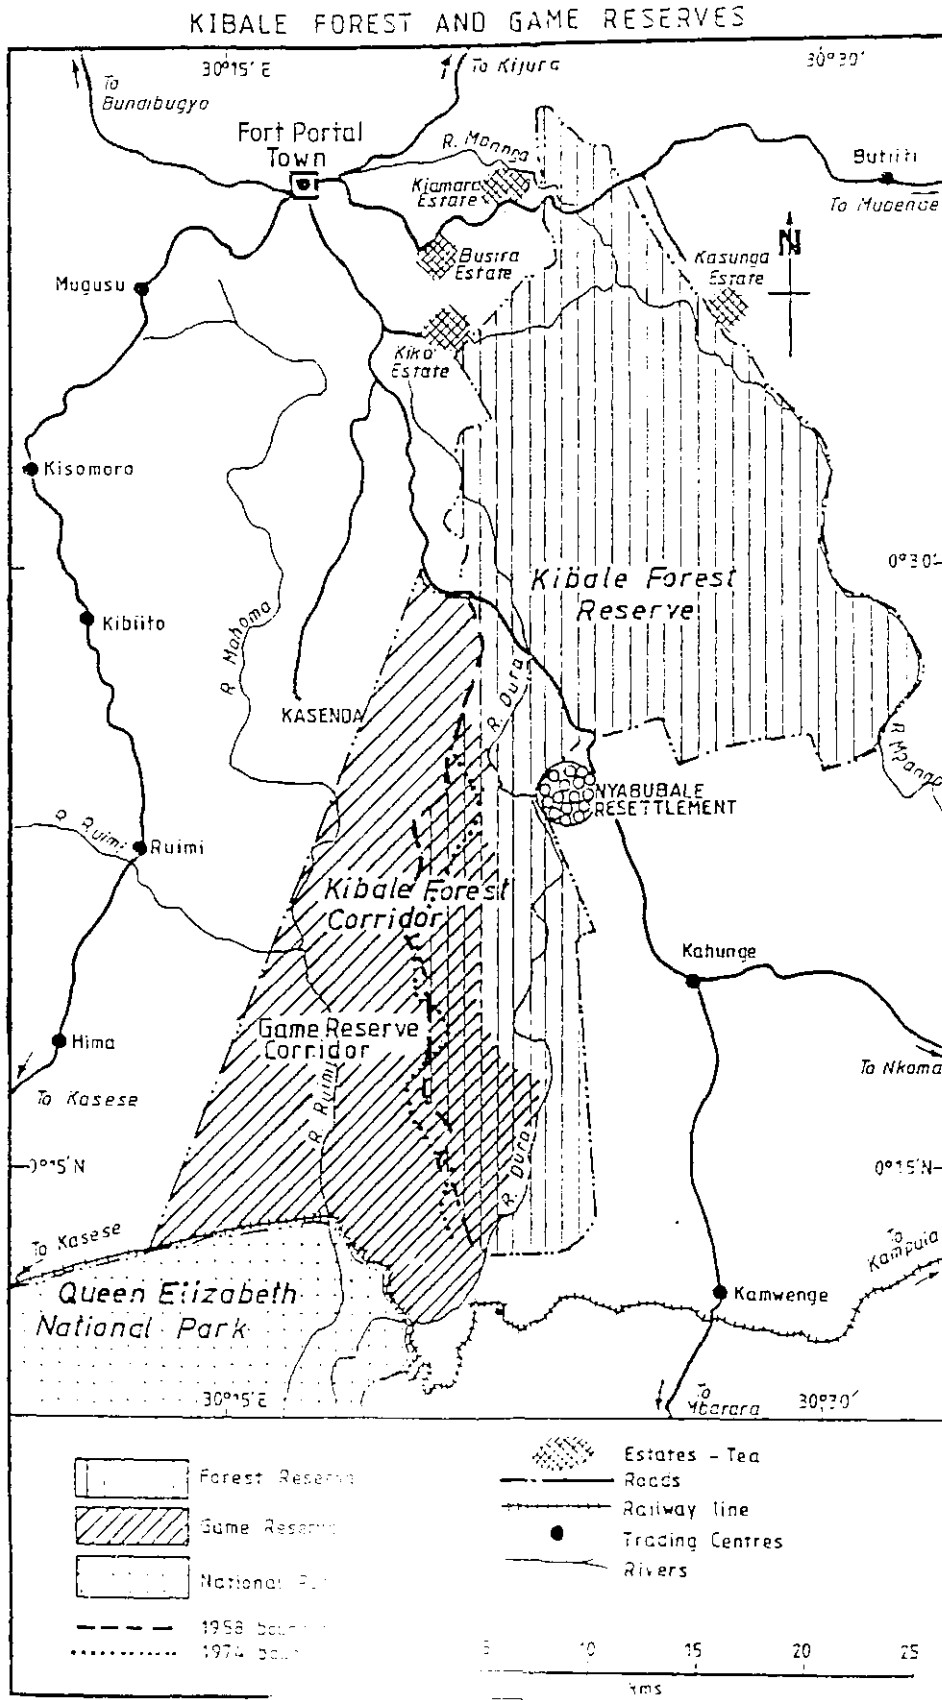 KIBALE FOREST AND GAME RESERVES
30°15′E
30°30′
To
Bundibugyo
To Kijura
Fort Portal
Town
R. Mpanga
Kiamara
Estate
Butiiti
To Mubende
Busira
Estate
N
Kasunga
Estate
Mugusu
Kiko
Estate
Kisomoro
0°30′
Kibale Forest
Reserve
Kibiito
R Mahoma
R. Dura
KASENDA
R Mpanga
NYABUBALE
RESETTLEMENT
R Ruimi
Ruimi
Kibale Forest
Corridor
Kahunge
Game Reserve
Corridor
Hima
To Kasese
R. Ruimi
To Nkoma
0°15′N
R. Dura
0°15′N
To Kasese
To
Kampala
Queen Elizabeth
National Park
Kamwenge
30°15′E
To
Mbarara
30°30′
Forest Reserve
Game Reserve
National
1958
1974
Estates - Tea
Roads
Railway line
Trading Centres
Rivers
5
10
15
20
25
kms